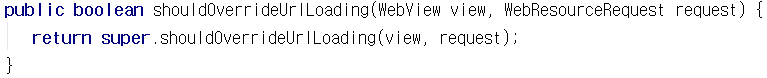 public boolean shouldOverrideUrlLoading(WebView view, WebResourceRequest request) {
    return super.shouldOverrideUrlLoading(view, request);
}